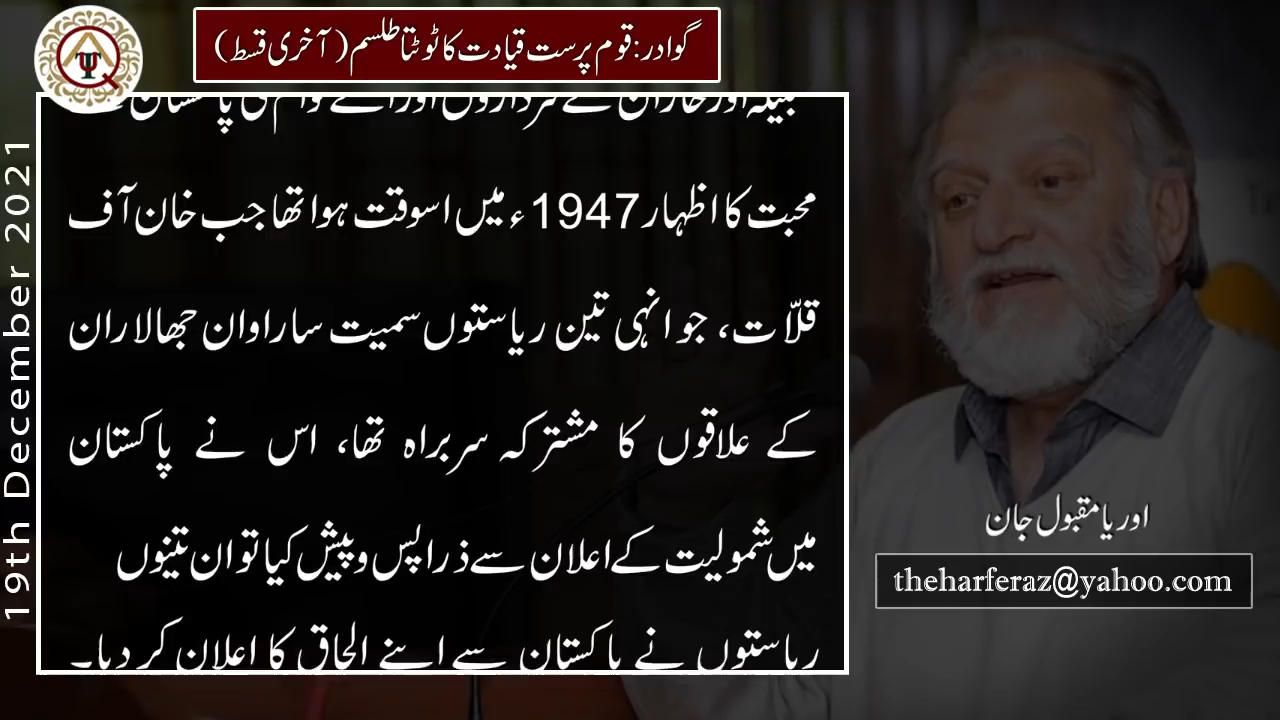 گوادر: قوم پرست قیادت کا ٹوٹتا طلسم (آخری قسط)
محبت کا اظہار 1947ء میں اسوقت ہوا تھا جب خان آف
قلّات، جو انہی تین ریاستوں سمیت ساراوان جھالاران
کے علاقوں کا مشترکہ سربراہ تھا، اس نے پاکستان
میں شمولیت کے اعلان سے ذرا پس و پیش کیا تو ان تینوں
ریاستوں نے پاکستان سے اپنے الحاق کا اعلان کر دیا۔
اوریا مقبول جان
theharferaz@yahoo.com
19th December 2021